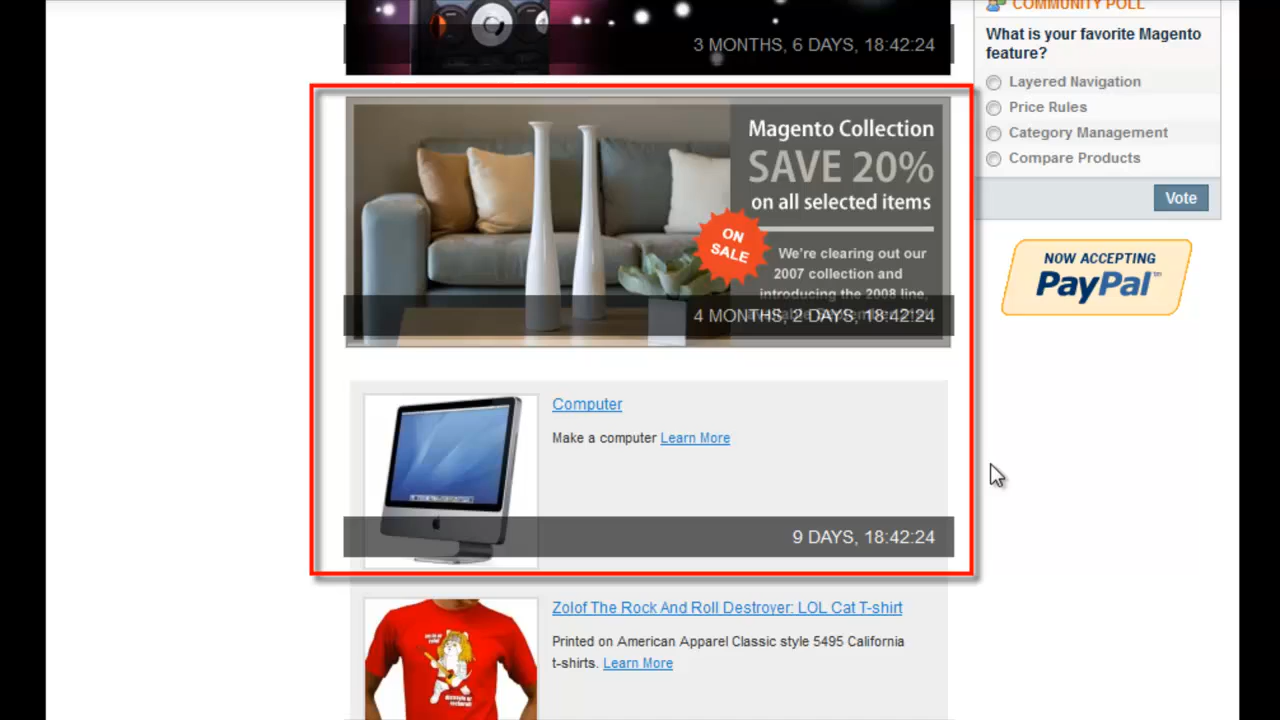 3 MONTHS, 6 DAYS, 18:42:24
Magento Collection
SAVE 20%
on all selected items
ON
SALE
We're clearing out our
2007 collection and
introducing the 2008 line,
4 MONTHS, 2 DAYS, 18:42:24
Computer
Make a computer Learn More
9 DAYS, 18:42:24
Zolof The Rock And Roll Destroyer: LOL Cat T-shirt
Printed on American Apparel Classic style 5495 California
t-shirts. Learn More
COMMUNITY POLL
What is your favorite Magento
feature?
Layered Navigation
Price Rules
Category Management
Compare Products
Vote
NOW ACCEPTING
PayPal